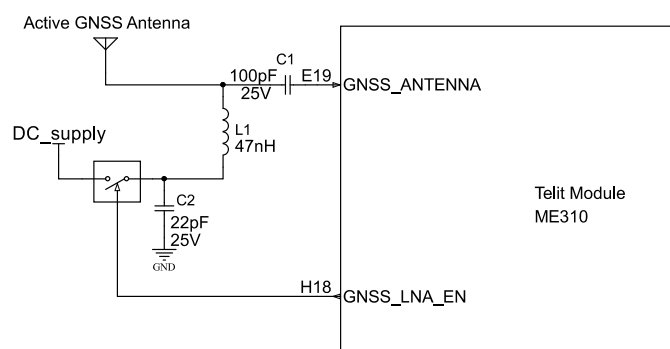 Active GNSS Antenna
C1
100pF
25V
E19
GNSS_ANTENNA
L1
47nH
DC_supply
C2
22pF
25V
GND
Telit Module
ME310
H18
GNSS_LNA_EN